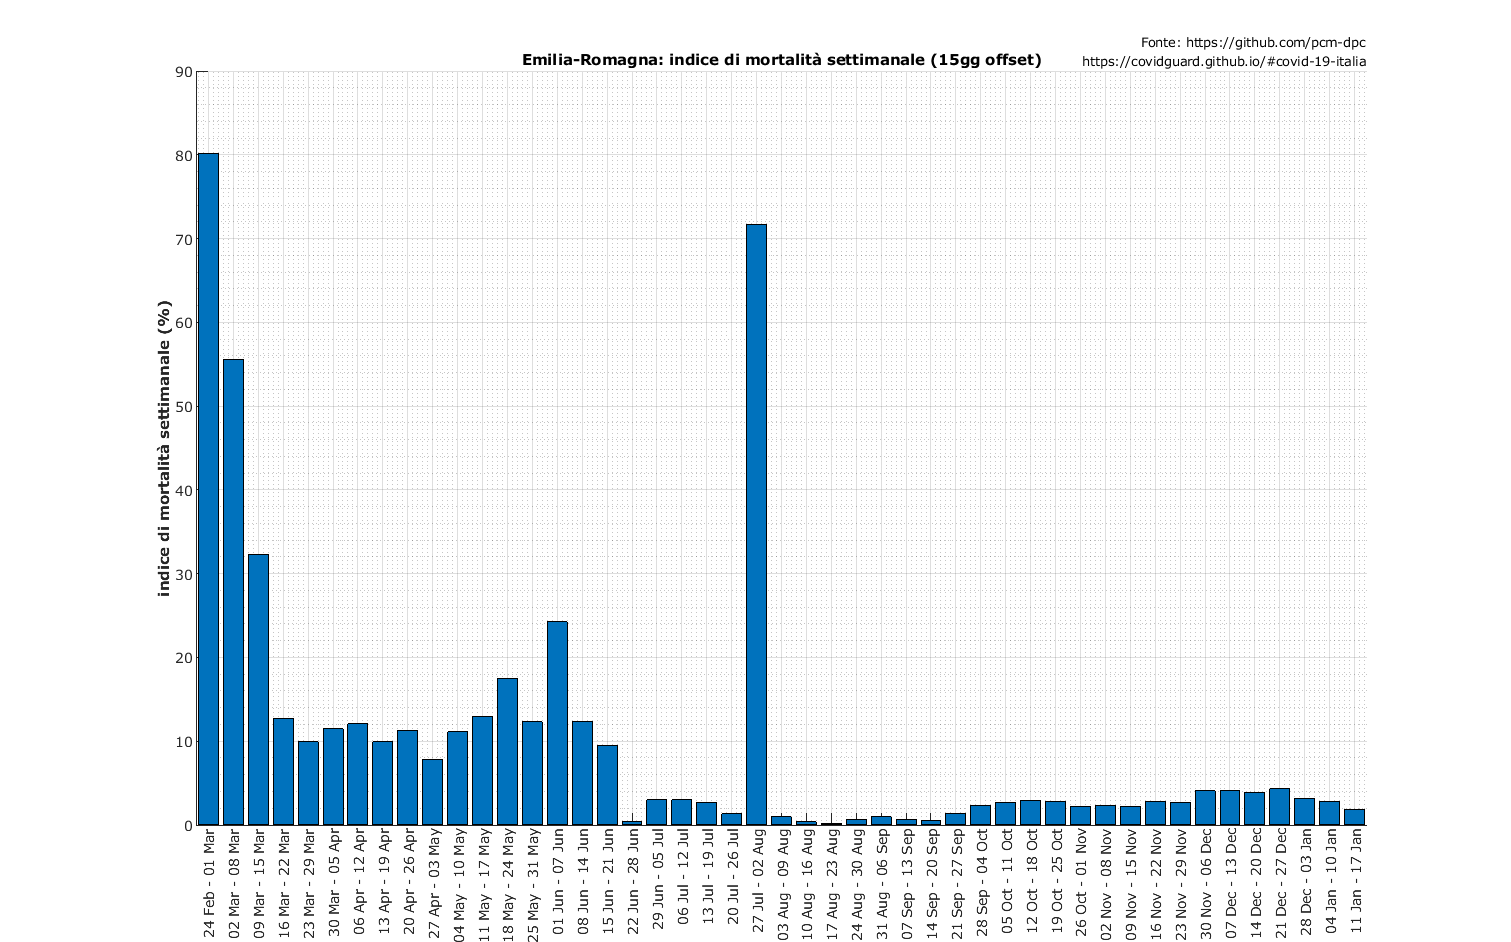 Fonte: https://github.com/pcm-dpc
Emilia-Romagna: indice di mortalità settimanale (15gg offset)
https://covidguard.github.io/#covid-19-italia
indice di mortalità settimanale (%)
90
80
70
60
50
40
30
20
10
0
24 Feb - 01 Mar
02 Mar - 08 Mar
09 Mar - 15 Mar
16 Mar - 22 Mar
23 Mar - 29 Mar
30 Mar - 05 Apr
06 Apr - 12 Apr
13 Apr - 19 Apr
20 Apr - 26 Apr
27 Apr - 03 May
04 May - 10 May
11 May - 17 May
18 May - 24 May
25 May - 31 May
01 Jun - 07 Jun
08 Jun - 14 Jun
15 Jun - 21 Jun
22 Jun - 28 Jun
29 Jun - 05 Jul
06 Jul - 12 Jul
13 Jul - 19 Jul
20 Jul - 26 Jul
27 Jul - 02 Aug
03 Aug - 09 Aug
10 Aug - 16 Aug
17 Aug - 23 Aug
24 Aug - 30 Aug
31 Aug - 06 Sep
07 Sep - 13 Sep
14 Sep - 20 Sep
21 Sep - 27 Sep
28 Sep - 04 Oct
05 Oct - 11 Oct
12 Oct - 18 Oct
19 Oct - 25 Oct
26 Oct - 01 Nov
02 Nov - 08 Nov
09 Nov - 15 Nov
16 Nov - 22 Nov
23 Nov - 29 Nov
30 Nov - 06 Dec
07 Dec - 13 Dec
14 Dec - 20 Dec
21 Dec - 27 Dec
28 Dec - 03 Jan
04 Jan - 10 Jan
11 Jan - 17 Jan